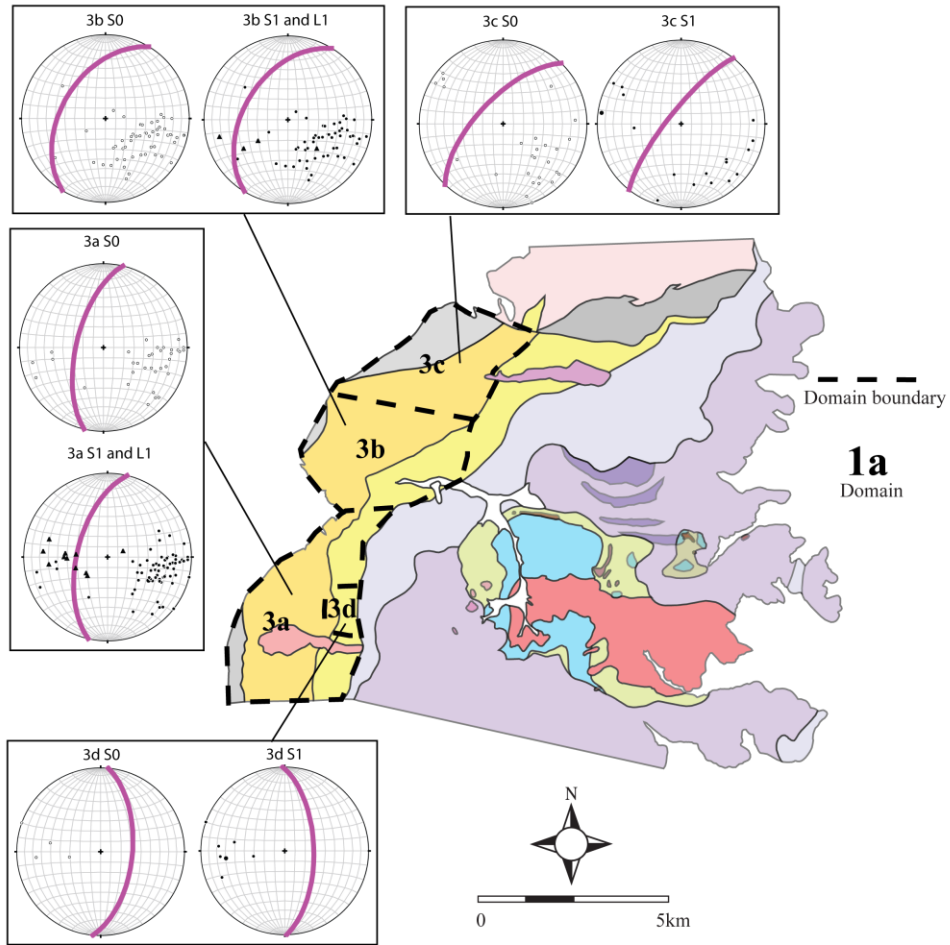 3b S0
3b S1 and L1
3c S0
3c S1
3a S0
3a S1 and L1
3c
3b
3d
3a
Domain boundary
1a
Domain
3d S0
3d S1
N
0
5km